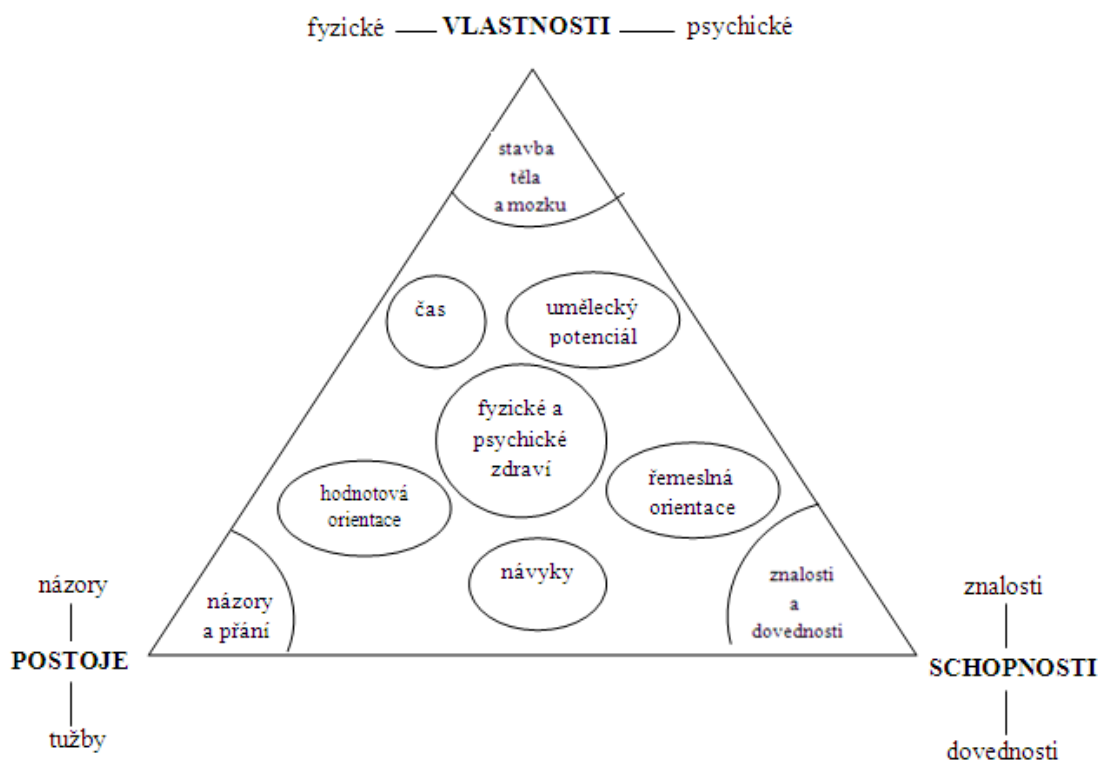 fyzické VLASTNOSTI psychické
stavba
těla
a mozku
čas
umělecký
potenciál
fyzické a
psychické
zdraví
hodnotová
orientace
řemeslná
orientace
návyky
názory
a přání
znalosti
a
dovednosti
názory
POSTOJE
tužby
znalosti
SCHOPNOSTI
dovednosti